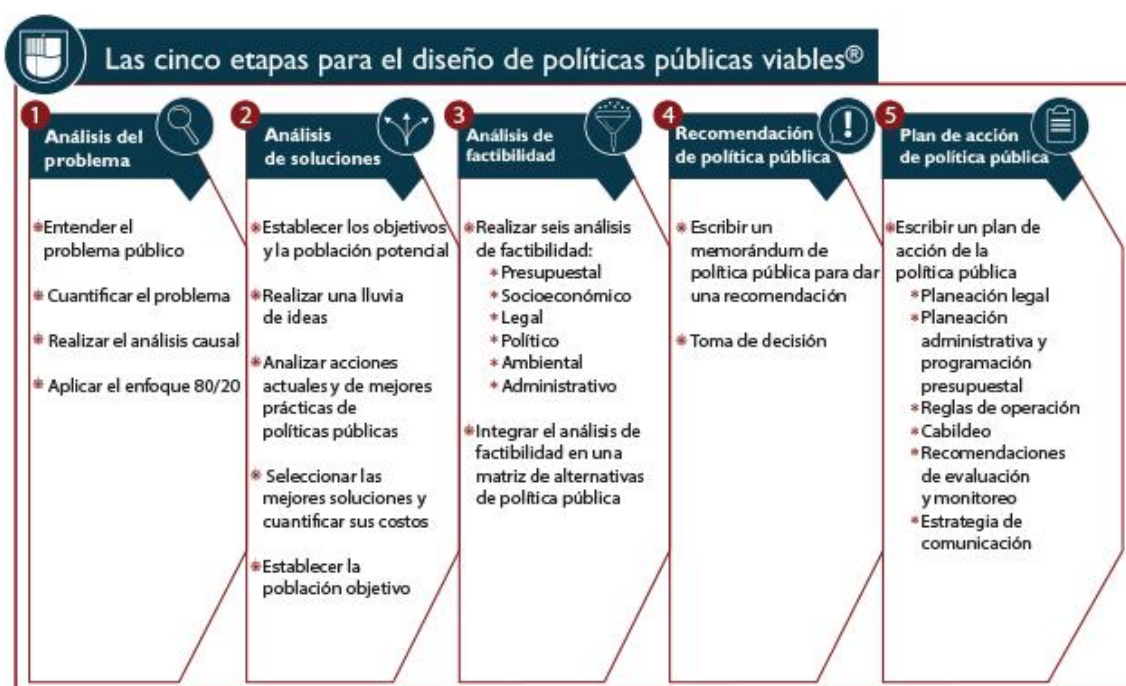 Las cinco etapas para el diseño de políticas públicas viables®
1
Análisis del
problema
*Entender el
problema público
* Cuantificar el problema
* Realizar el análisis causal
* Aplicar el enfoque 80/20
2
Análisis
de soluciones
*Establecer los objetivos
y la población potencial
*Realizar una lluvia
de ideas
*Analizar acciones
actuales y de mejores
prácticas de
políticas públicas
* Seleccionar las
mejores soluciones y
cuantificar sus costos
*Establecer la
población objetivo
3
Análisis de
factibilidad
*Realizar seis análisis
de factibilidad:
*Presupuestal
*Socioeconómico
*Legal
*Político
*Ambiental
*Administrativo
*Integrar el análisis de
factibilidad en una
matriz de alternativas
de política pública
4
Recomendación
de política pública
* Escribir un
memorándum de
política pública para dar
una recomendación
* Toma de decisión
5
Plan de acción
de política pública
*Escribir un plan de
acción de la
política pública
*Planeación legal
*Planeación
administrativa y
programación
presupuestal
*Reglas de operación
*Cabildeo
*Recomendaciones
de evaluación
y monitoreo
*Estrategia de
comunicación